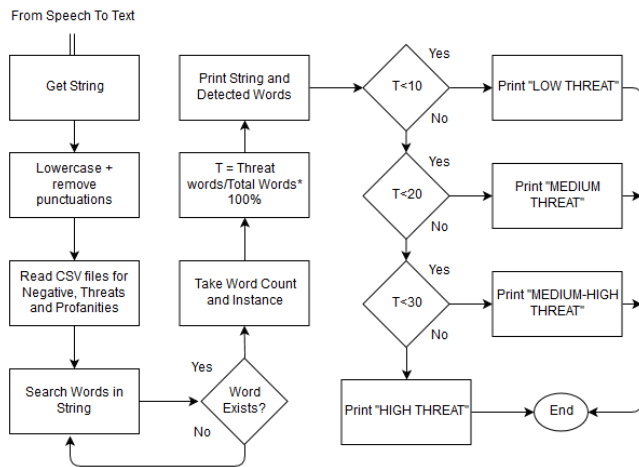 From Speech To Text
Get String
Lowercase +
remove
punctuations
Read CSV files for
Negative, Threats
and Profanities
Search Words in
String
Word
Exists?
Yes
No
Take Word Count
and Instance
T = Threat
words/Total Words*
100%
Print String and
Detected Words
T<10
Yes
No
Print "LOW THREAT"
T<20
Yes
No
Print "MEDIUM
THREAT"
T<30
Yes
No
Print "MEDIUM-HIGH
THREAT"
Print "HIGH THREAT"
End